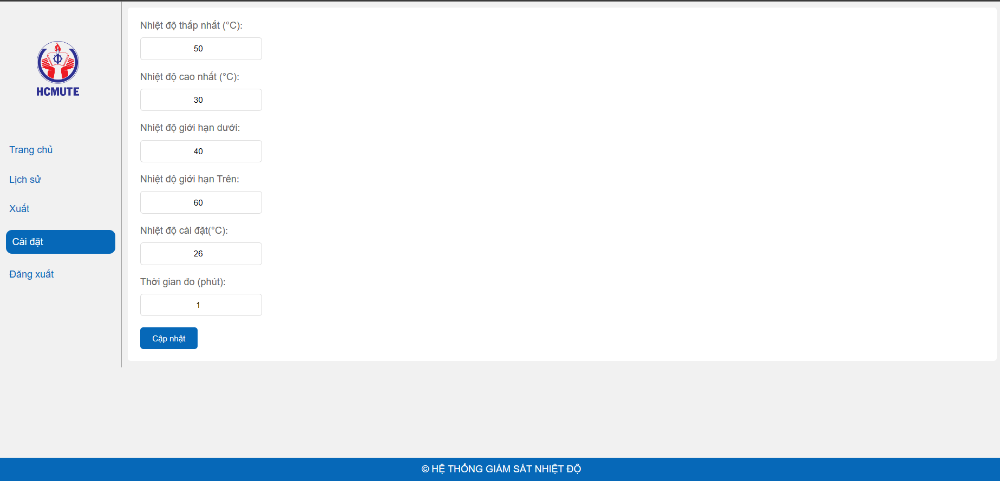 HCMUTE
Trang chủ
Lịch sử
Xuất
Cài đặt
Đăng xuất
Nhiệt độ thấp nhất (°C):
50
Nhiệt độ cao nhất (°C):
30
Nhiệt độ giới hạn dưới:
40
Nhiệt độ giới hạn Trên:
60
Nhiệt độ cài đặt(°C):
26
Thời gian đo (phút):
1
Cập nhật
© HỆ THỐNG GIÁM SÁT NHIỆT ĐỘ